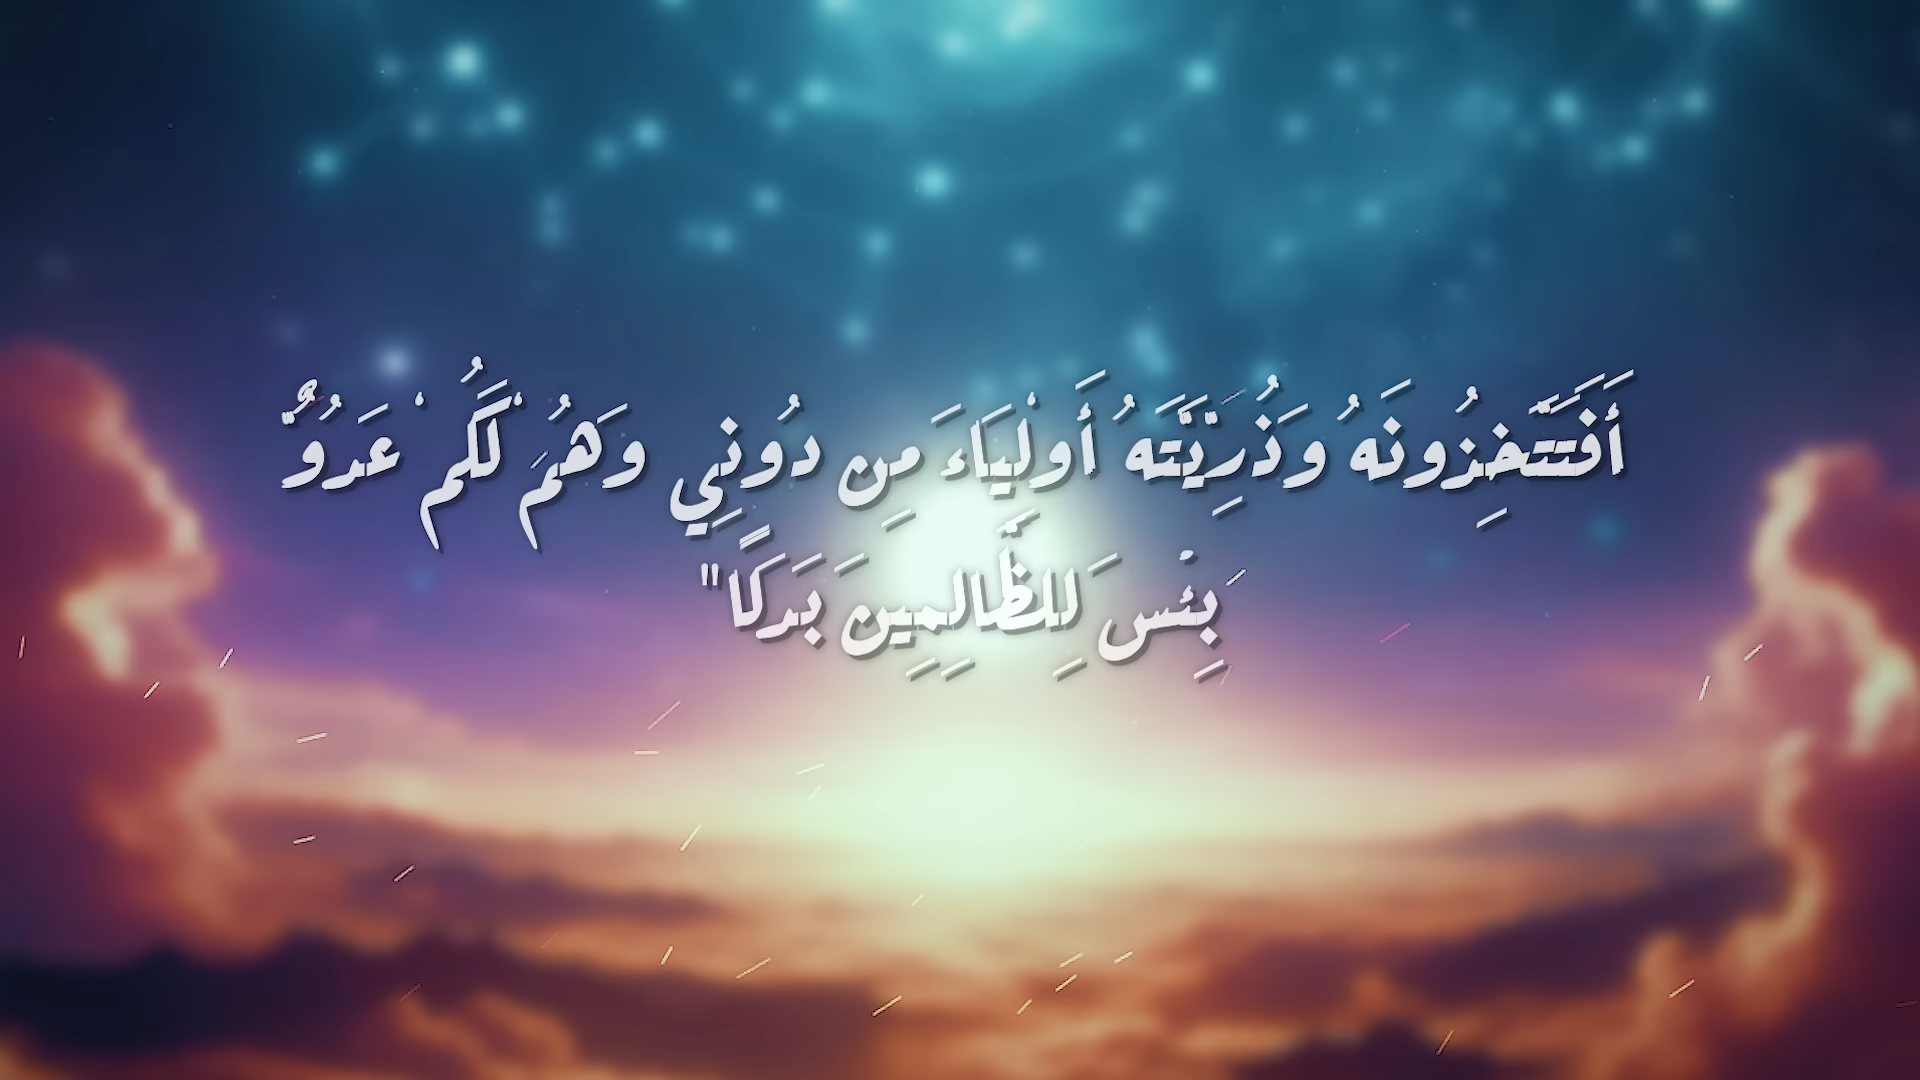 أَفَتَتَّخِذُونَهُ وَذُرِّيَّتَهُ أَوْلِيَاءَ مِن دُونِي وَهُمْ لَكُمْ عَدُوٌّ
بِئْسَ لِلظَّالِمِينَ بَدَلًا"